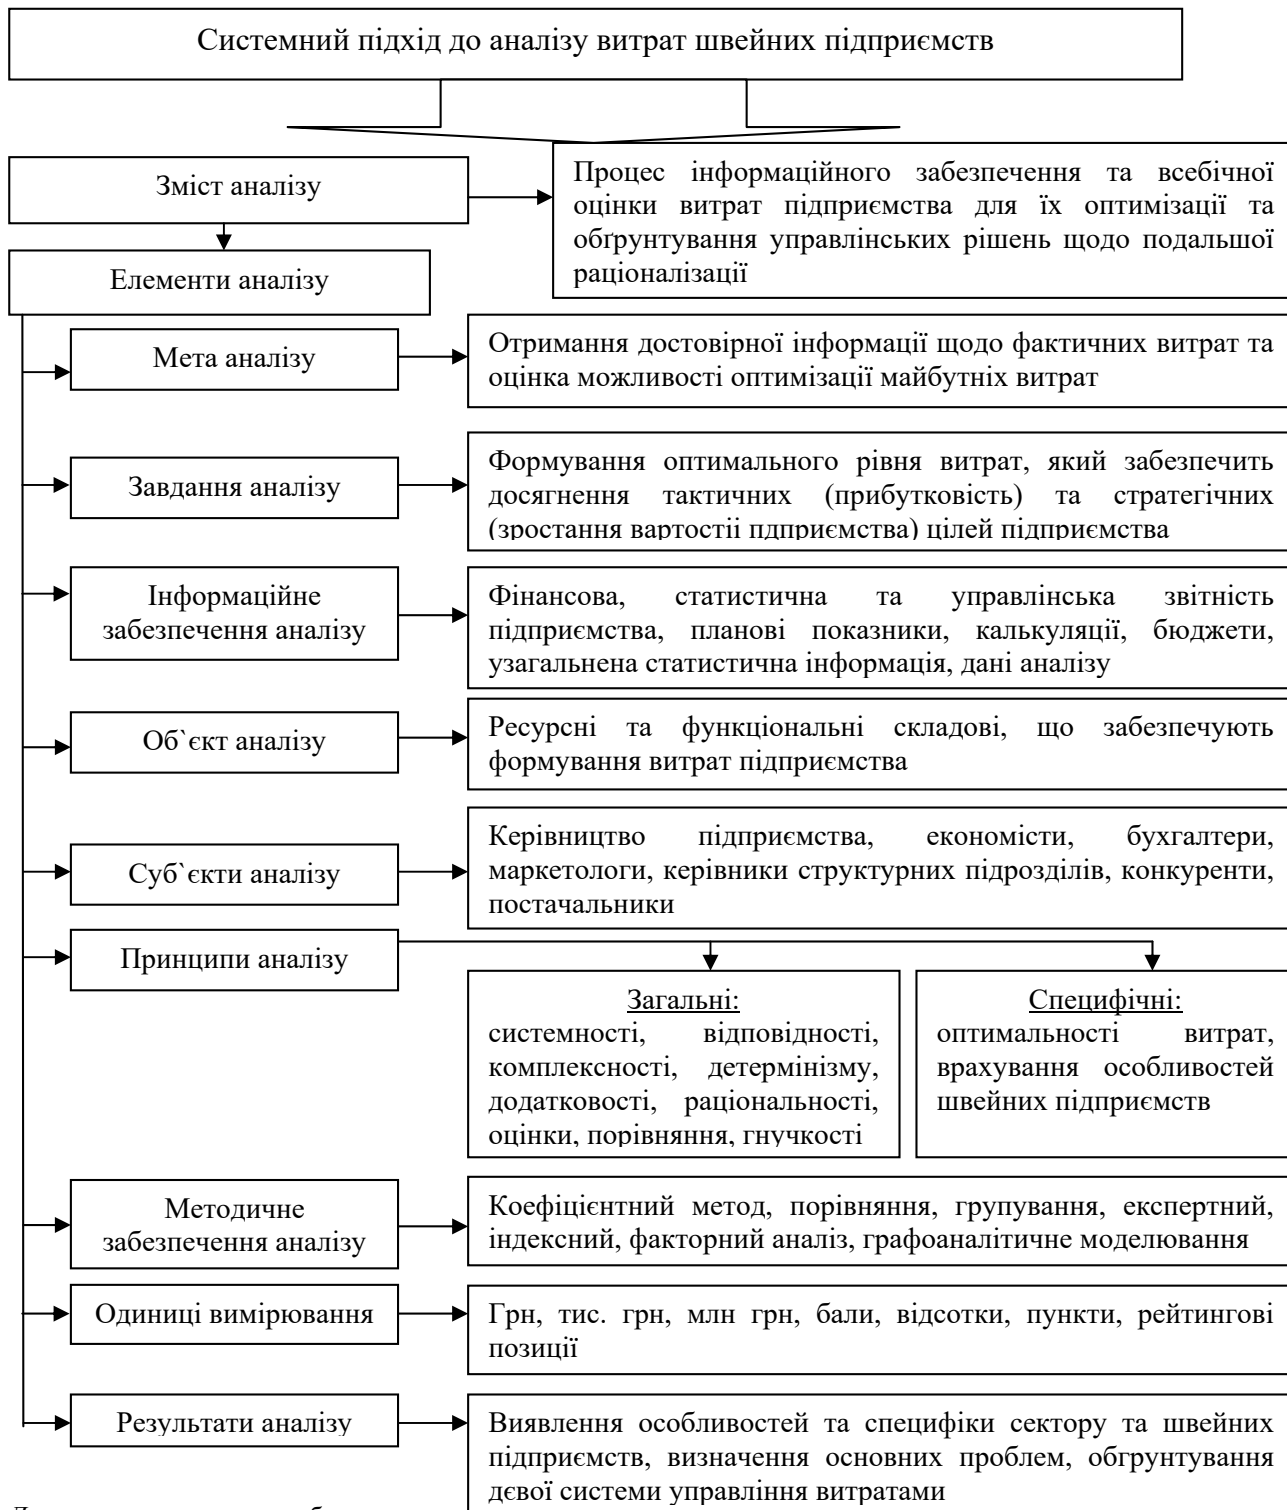 Системний підхід до аналізу витрат швейних підприємств
Зміст аналізу
Процес інформаційного забезпечення та всебічної
оцінки витрат підприємства для їх оптимізації та
обґрунтування управлінських рішень щодо подальшої
раціоналізації
Елементи аналізу
Мета аналізу
Отримання достовірної інформації щодо фактичних витрат та
оцінка можливості оптимізації майбутніх витрат
Завдання аналізу
Формування оптимального рівня витрат, який забезпечить
досягнення тактичних (прибутковість) та стратегічних
(зростання вартостіі пдприємства) цілей підприємства
Інформаційне
забезпечення аналізу
Фінансова, статистична та управлінська звітність
підприємства, планові показники, калькуляції, бюджети,
узагальнена статистична інформація, дані аналізу
Об`єкт аналізу
Ресурсні та функціональні складові, що забезпечують
формування витрат підприємства
Суб`єкти аналізу
Керівництво підприємства, економісти, бухгалтери,
маркетологи, керівники структурних підрозділів, конкуренти,
постачальники
Принципи аналізу
Загальні:
системності, відповідності,
комплексності, детермінізму,
додатковості, раціональності,
оцінки, порівняння, гнучкості
Специфічні:
оптимальності витрат,
врахування особливостей
швейних підприємств
Методичне
забезпечення аналізу
Коефіцієнтний метод, порівняння, групування, експертний,
індексний, факторний аналіз, графоаналітичне моделювання
Одиниці вимірювання
Грн, тис. грн, млн грн, бали, відсотки, пункти, рейтингові
позиції
Результати аналізу
Виявлення особливостей та специфіки сектору та швейних
підприємств, визначення основних проблем, обгрунтування
дєвої системи управління витратами